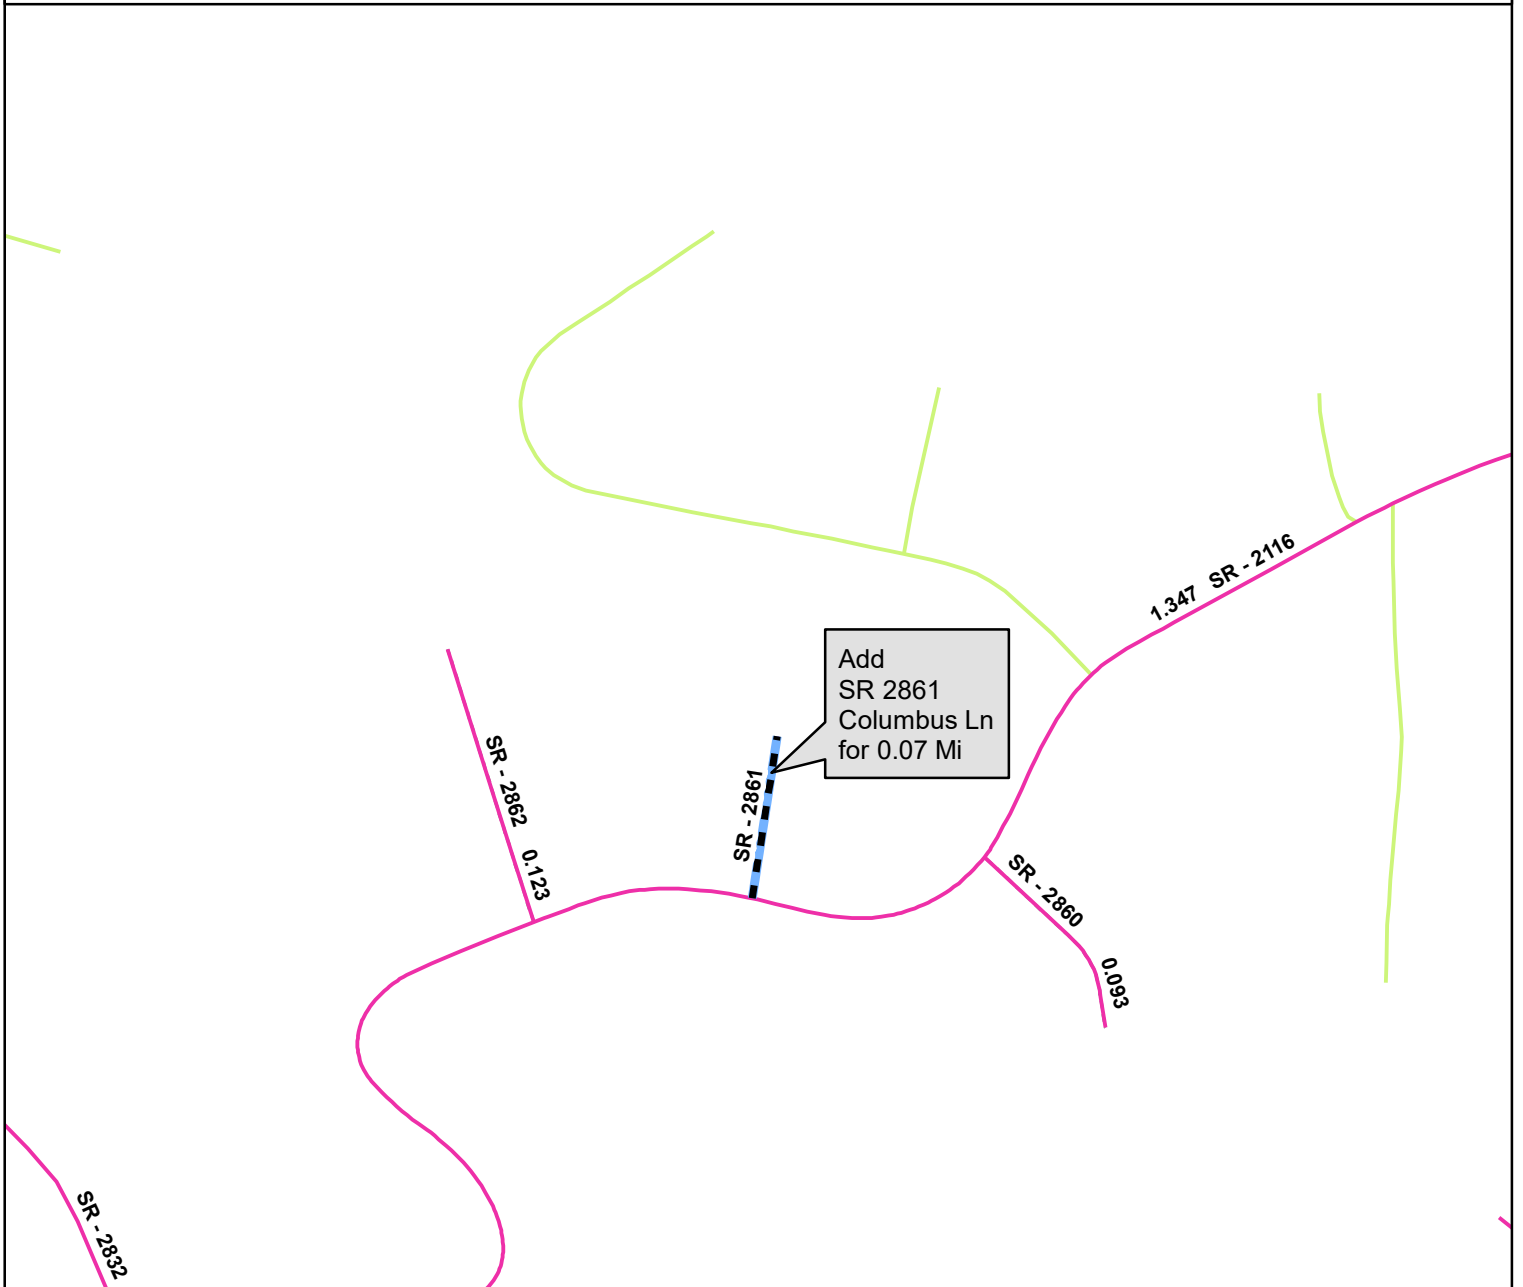 1.347 SR - 2116
Add
SR 2861
Columbus Ln
for 0.07 Mi
SR - 2862 0.123
SR - 2861
SR - 2860 0.093
SR - 2832